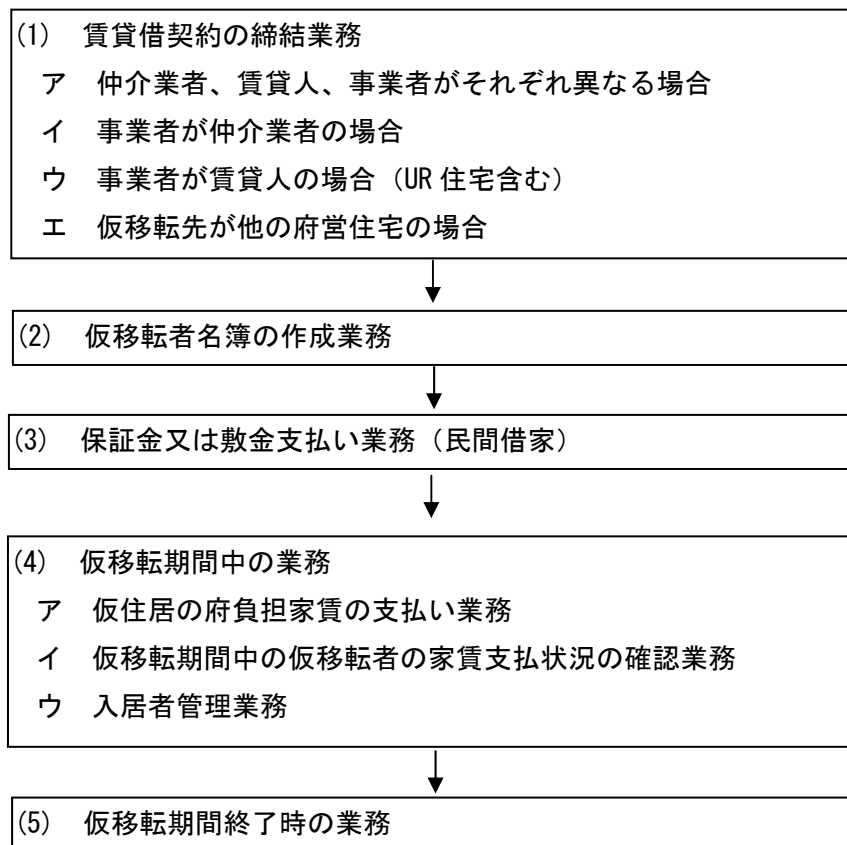 (1) 賃貸借契約の締結業務
ア 仲介業者、賃貸人、事業者がそれぞれ異なる場合
イ 事業者が仲介業者の場合
ウ 事業者が賃貸人の場合（UR 住宅含む）
エ 仮移転先が他の府営住宅の場合
(2) 仮移転者名簿の作成業務
(3) 保証金又は敷金支払い業務（民間借家）
(4) 仮移転期間中の業務
ア 仮住居の府負担家賃の支払い業務
イ 仮移転期間中の仮移転者の家賃支払状況の確認業務
ウ 入居者管理業務
(5) 仮移転期間終了時の業務